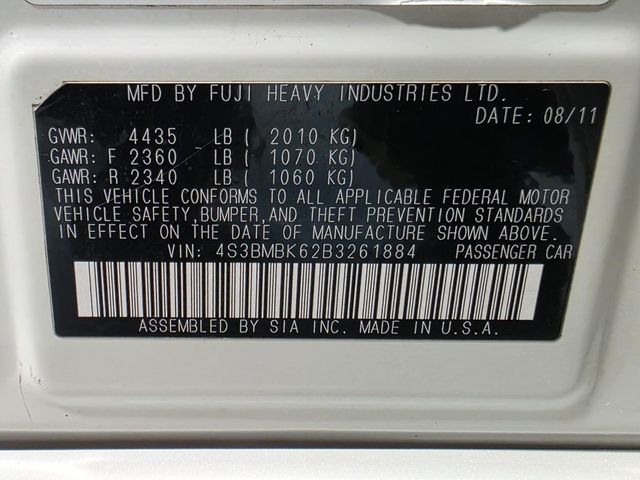 MFD BY FUJI HEAVY INDUSTRIES LTD.
DATE: 08/11
GVWR: 4435 LB ( 2010 KG)
GAWR: F 2360 LB ( 1070 KG)
GAWR: R 2340 LB ( 1060 KG)
THIS VEHICLE CONFORMS TO ALL APPLICABLE FEDERAL MOTOR
VEHICLE SAFETY,BUMPER,AND THEFT PREVENTION STANDARDS
IN EFFECT ON THE DATE OF MANUFACTURE SHOWN ABOVE.
VIN: 4S3BMBK62B3261884 PASSENGER CAR
ASSEMBLED BY SIA INC. MADE IN U.S.A.